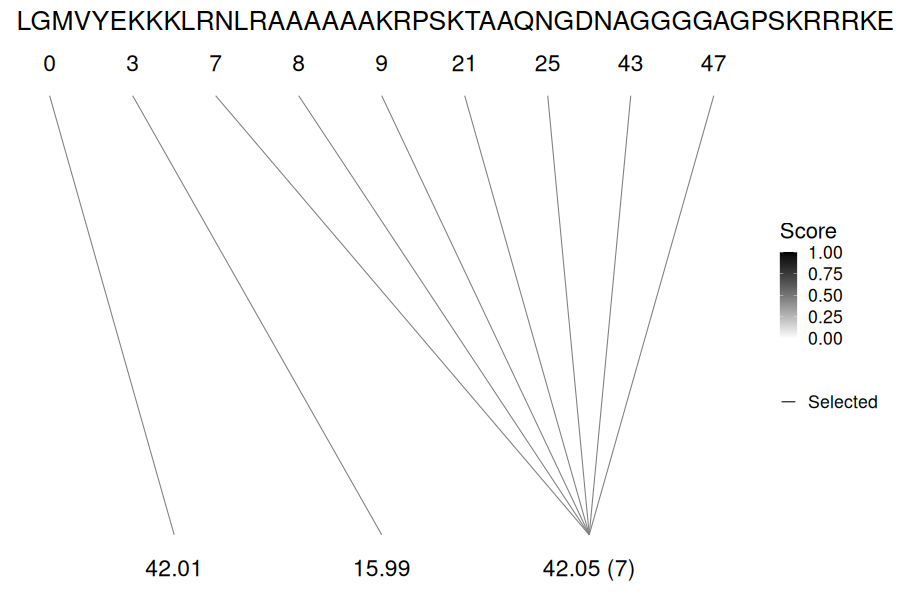 LGMVYEKKKLRNLRAAAAAAKRPSKTAAQNGDNAGGGGAGPSKRRRKE
0 3 7 8 9 21 25 43 47
Score
1.00
0.75
0.50
0.25
0.00
Selected
42.01 15.99 42.05 (7)